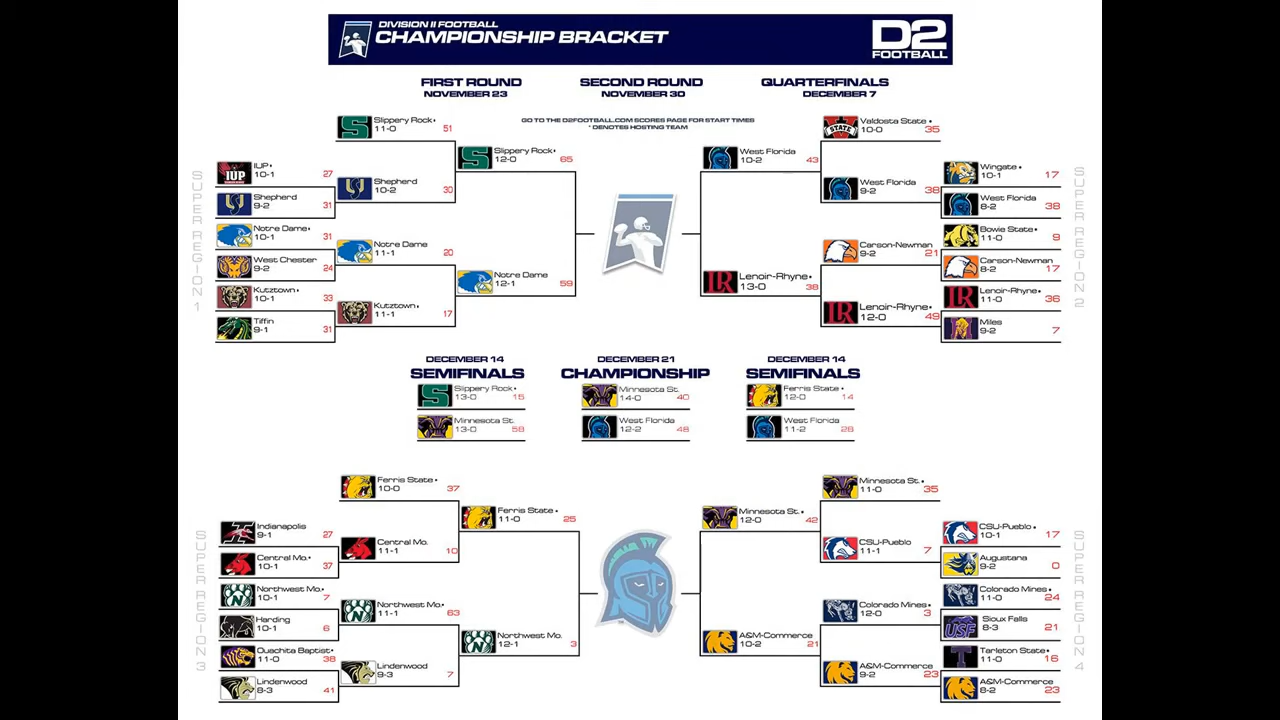 DIVISION II FOOTBALL
CHAMPIONSHIP BRACKET
D2
FOOTBALL
FIRST ROUND
NOVEMBER 23
SECOND ROUND
NOVEMBER 30
QUARTERFINALS
DECEMBER 7
GO TO THE D2FOOTBALL.COM SCORES PAGE FOR START TIMES
* DENOTES HOSTING TEAM
SUPER REGION 1
Slippery Rock*
11-0 51
IUP*
10-1 27
Shepherd
9-2 31
Notre Dame*
10-1 31
West Chester
9-2 24
Kutztown*
10-1 33
Tiffin
9-1 31
Shepherd
10-2 30
Notre Dame
11-1 20
Kutztown*
11-1 17
Slippery Rock*
12-0 65
Notre Dame
12-1 59
West Florida
10-2 43
Lenoir-Rhyne*
13-0 38
Valdosta State*
10-0 35
West Florida
9-2 38
Carson-Newman
9-2 21
Lenoir-Rhyne*
12-0 49
Wingate*
10-1 17
West Florida
8-2 38
Bowie State*
11-0 9
Carson-Newman
8-2 17
Lenoir-Rhyne*
11-0 36
Miles
9-2 7
SUPER REGION 2
DECEMBER 14
SEMIFINALS
Slippery Rock*
13-0 15
Minnesota St.
13-0 58
DECEMBER 21
CHAMPIONSHIP
Minnesota St.
14-0 40
West Florida
12-2 48
DECEMBER 14
SEMIFINALS
Ferris State*
12-0 14
West Florida
11-2 28
SUPER REGION 3
Ferris State*
10-0 37
Indianapolis
9-1 27
Central Mo.*
10-1 37
Northwest Mo.*
10-1 7
Harding
10-1 6
Ouachita Baptist*
11-0 38
Lindenwood
8-3 41
Central Mo.
11-1 10
Northwest Mo.*
11-1 63
Lindenwood
9-3 7
Ferris State*
11-0 25
Northwest Mo.
12-1 3
Minnesota St.*
12-0 42
A&M-Commerce
10-2 21
Minnesota St.*
11-0 35
CSU-Pueblo
11-1 7
Colorado Mines*
12-0 3
A&M-Commerce
9-2 23
CSU-Pueblo*
10-1 17
Augustana
9-2 0
Colorado Mines*
11-0 24
Sioux Falls
8-3 21
Tarleton State*
11-0 16
A&M-Commerce
8-2 23
SUPER REGION 4